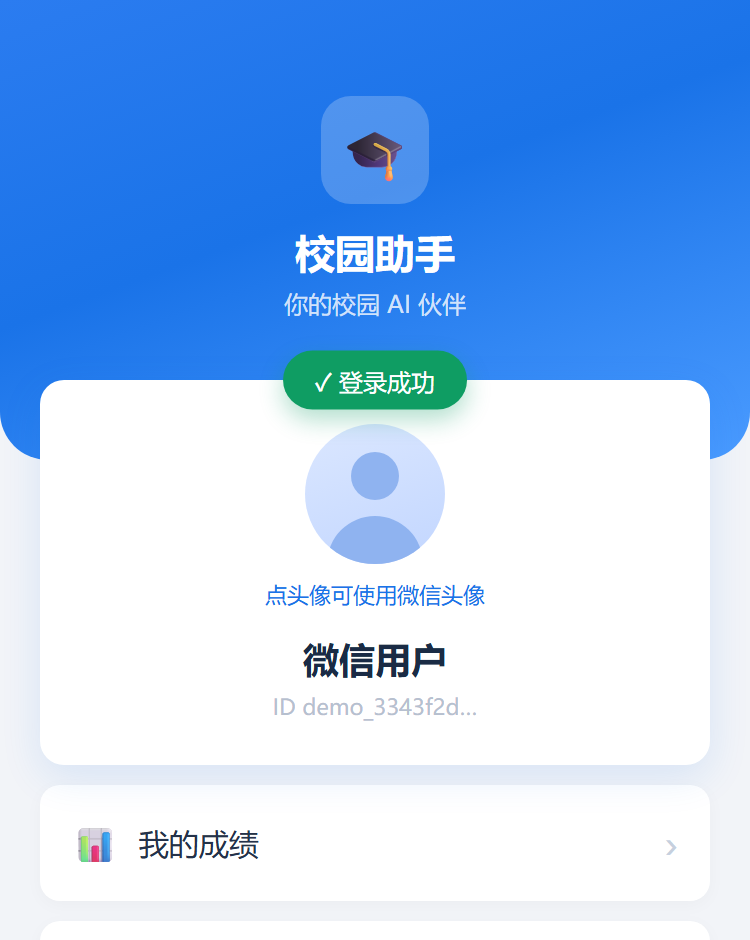 校园助手
你的校园 AI 伙伴
✓ 登录成功
点头像可使用微信头像
微信用户
ID demo_3343f2d...
我的成绩